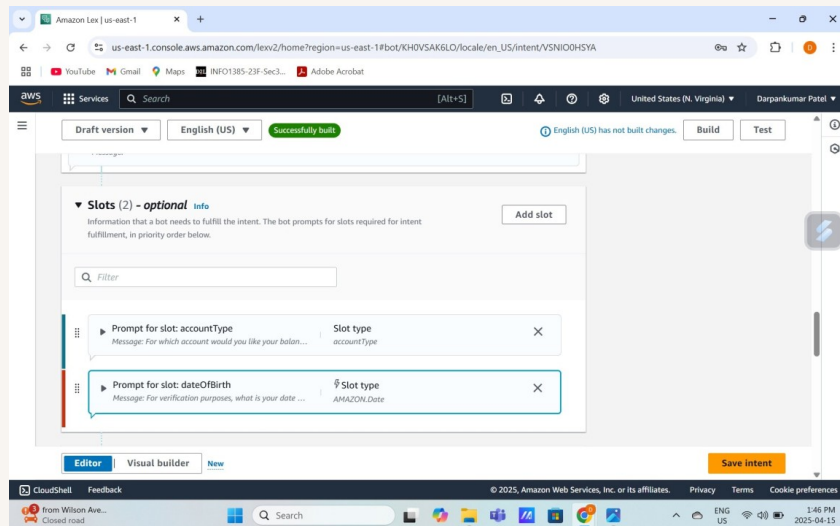 Amazon Lex | us-east-1
us-east-1.console.aws.amazon.com/lexv2/home?region=us-east-1#bot/KH0VSAK6LO/locale/en_US/intent/VSNIO0HSYA
YouTube Gmail Maps INFO1385-23F-Sec3... Adobe Acrobat
aws Services Search [Alt+S] United States (N. Virginia) ▼ Darpankumar Patel ▼
Draft version ▼ English (US) ▼ Successfully built English (US) has not built changes. Build Test
Slots (2) - optional Info
Add slot
Information that a bot needs to fulfill the intent. The bot prompts for slots required for intent
fulfillment, in priority order below.
Filter
Prompt for slot: accountType Slot type
Message: For which account would you like your balan... accountType
Prompt for slot: dateOfBirth Slot type
Message: For verification purposes, what is your date ... AMAZON.Date
Editor Visual builder New Save intent
CloudShell Feedback © 2025, Amazon Web Services, Inc. or its affiliates. Privacy Terms Cookie preferences
from Wilson Ave...
Closed road
Search
ENG
US
1:46 PM
2025-04-15